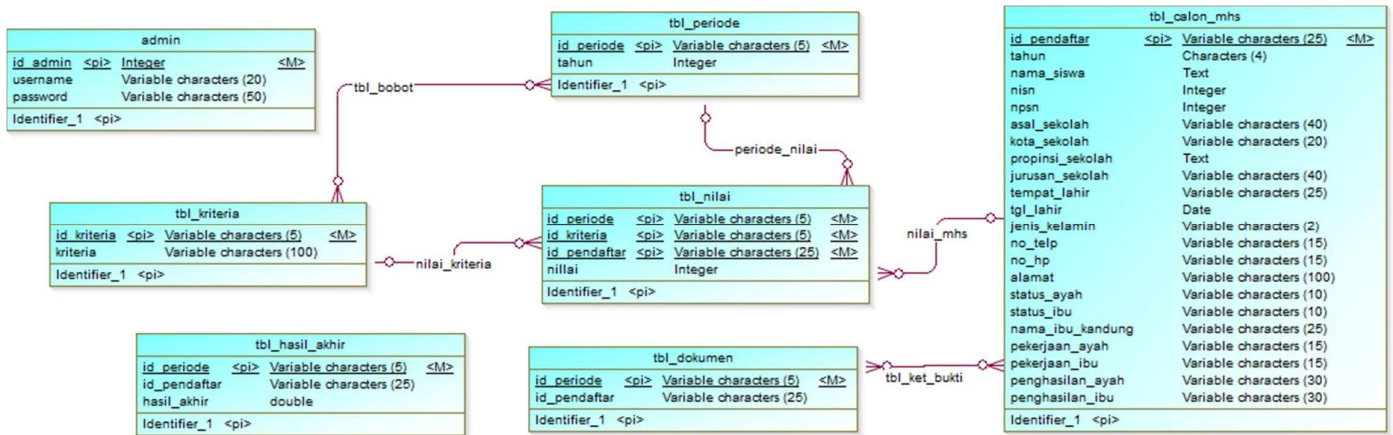 admin
id_admin <pi> Integer <M>
username Variable characters (20)
password Variable characters (50)
Identifier_1 <pi>
tbl_bobot
tbl_periode
id_periode <pi> Variable characters (5) <M>
tahun Integer
Identifier_1 <pi>
periode_nilai
tbl_kriteria
id_kriteria <pi> Variable characters (5) <M>
kriteria Variable characters (100)
Identifier_1 <pi>
nilai_kriteria
tbl_nilai
id_periode <pi> Variable characters (5) <M>
id_kriteria <pi> Variable characters (5) <M>
id_pendaftar <pi> Variable characters (25) <M>
nillai Integer
Identifier_1 <pi>
nilai_mhs
tbl_calon_mhs
id_pendaftar <pi> Variable characters (25) <M>
tahun Characters (4)
nama_siswa Text
nisn Integer
npsn Integer
asal_sekolah Variable characters (40)
kota_sekolah Variable characters (20)
propinsi_sekolah Text
jurusan_sekolah Variable characters (40)
tempat_lahir Variable characters (25)
tgl_lahir Date
jenis_kelamin Variable characters (2)
no_telp Variable characters (15)
no_hp Variable characters (15)
alamat Variable characters (100)
status_ayah Variable characters (10)
status_ibu Variable characters (10)
nama_ibu_kandung Variable characters (25)
pekerjaan_ayah Variable characters (15)
pekerjaan_ibu Variable characters (15)
penghasilan_ayah Variable characters (30)
penghasilan_ibu Variable characters (30)
Identifier_1 <pi>
tbl_hasil_akhir
id_periode <pi> Variable characters (5) <M>
id_pendaftar Variable characters (25)
hasil_akhir double
Identifier_1 <pi>
tbl_dokumen
id_periode <pi> Variable characters (5) <M>
id_pendaftar Variable characters (25)
Identifier_1 <pi>
tbl_ket_bukti